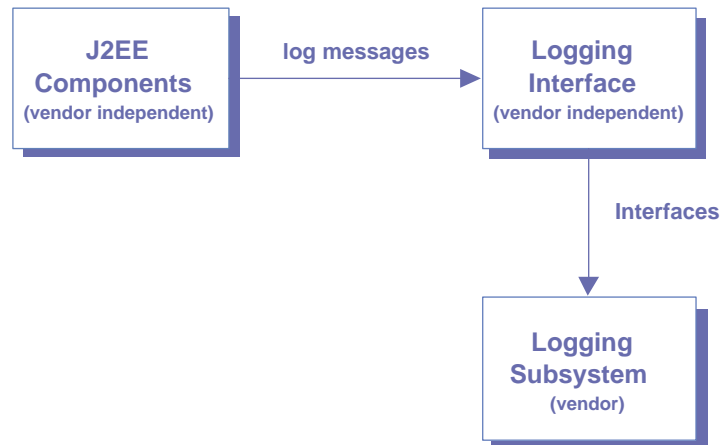 J2EE
Components
(vendor independent)
log messages
Logging
Interface
(vendor independent)
Interfaces
Logging
Subsystem
(vendor)